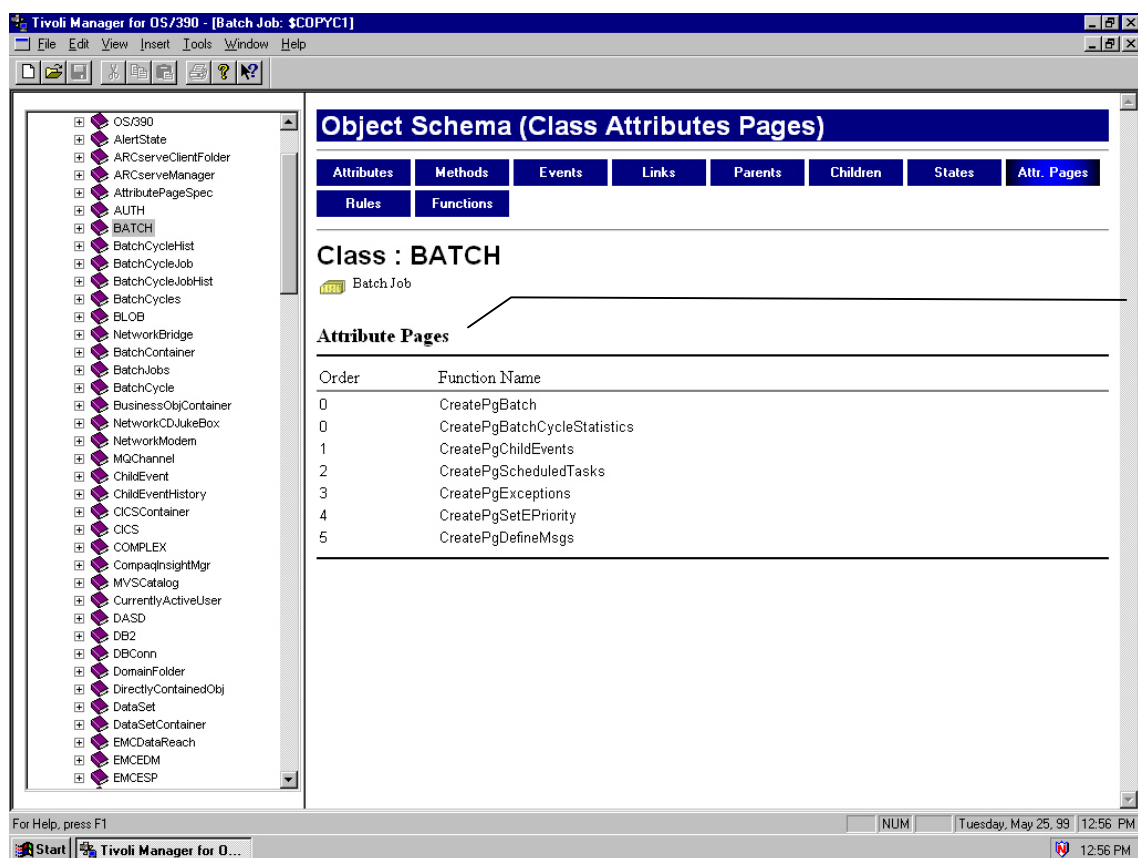 Tivoli Manager for OS/390 - [Batch Job: $COPYC1]
File Edit View Insert Tools Window Help
OS/390
AlertState
ARCserveClientFolder
ARCserveManager
AttributePageSpec
AUTH
BATCH
BatchCycleHist
BatchCycleJob
BatchCycleJobHist
BatchCycles
BLOB
NetworkBridge
BatchContainer
BatchJobs
BatchCycle
BusinessObjContainer
NetworkCDJukeBox
NetworkModem
MQChannel
ChildEvent
ChildEventHistory
CICSContainer
CICS
COMPLEX
CompaqInsightMgr
MVSCatalog
CurrentlyActiveUser
DASD
DB2
DBConn
DomainFolder
DirectlyContainedObj
DataSet
DataSetContainer
EMCDataReach
EMCEDM
EMCESP
Object Schema (Class Attributes Pages)
Attributes Methods Events Links Parents Children States Attr. Pages
Rules Functions
Class : BATCH
Batch Job
Attribute Pages
Order Function Name
0 CreatePgBatch
0 CreatePgBatchCycleStatistics
1 CreatePgChildEvents
2 CreatePgScheduledTasks
3 CreatePgExceptions
4 CreatePgSetEPriority
5 CreatePgDefineMsgs
For Help, press F1 NUM Tuesday, May 25, 99 12:56 PM
Start Tivoli Manager for O... 12:56 PM